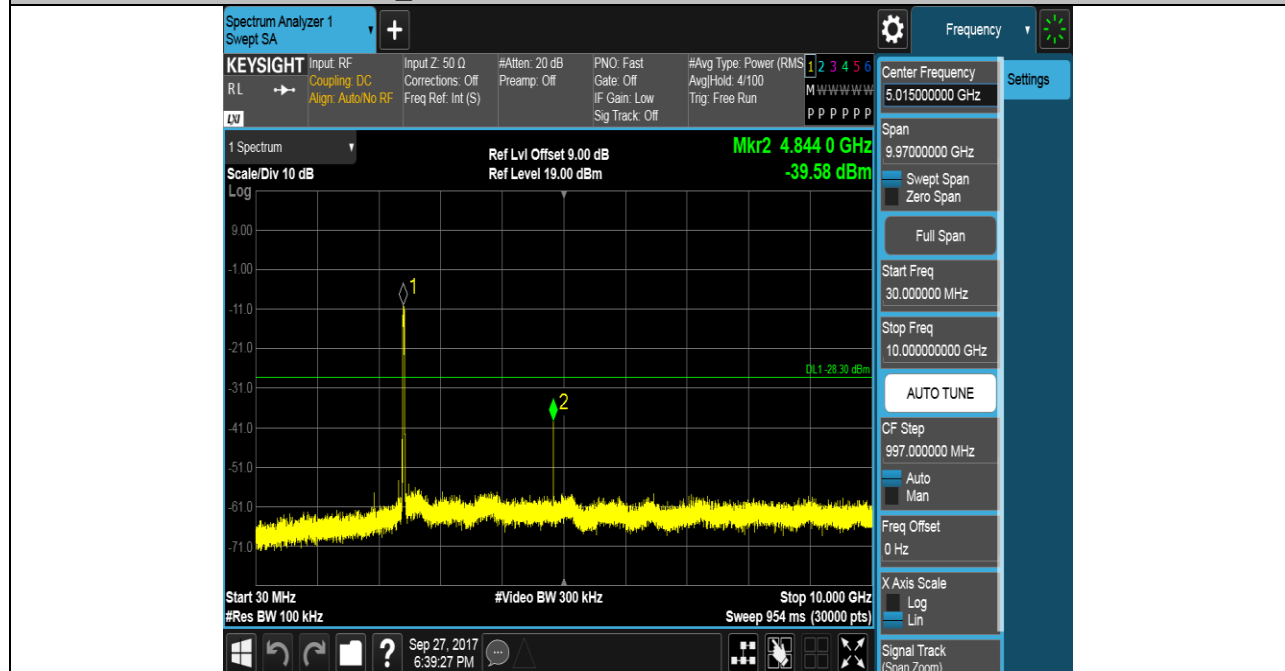 Spectrum Analyzer 1
Swept SA
+
Frequency
KEYSIGHT
RL
LXI
Input: RF
Coupling: DC
Align: Auto/No RF
Input Z: 50 Ω
Corrections: Off
Freq Ref: Int (S)
#Atten: 20 dB
Preamp: Off
PNO: Fast
Gate: Off
IF Gain: Low
Sig Track: Off
#Avg Type: Power (RMS
Avg|Hold: 4/100
Trig: Free Run
1 2 3 4 5 6
M W W W W W
P P P P P P
1 Spectrum
Scale/Div 10 dB
Log
Ref Lvl Offset 9.00 dB
Ref Level 19.00 dBm
Mkr2 4.844 0 GHz
-39.58 dBm
9.00
-1.00
-11.0
-21.0
-31.0
-41.0
-51.0
-61.0
-71.0
1
2
DL1 -28.30 dBm
Start 30 MHz
#Res BW 100 kHz
#Video BW 300 kHz
Stop 10.000 GHz
Sweep 954 ms (30000 pts)
Center Frequency
5.015000000 GHz
Span
9.97000000 GHz
Swept Span
Zero Span
Full Span
Start Freq
30.000000 MHz
Stop Freq
10.000000000 GHz
AUTO TUNE
CF Step
997.000000 MHz
Auto
Man
Freq Offset
0 Hz
X Axis Scale
Log
Lin
Signal Track
(Span Zoom)
Settings
?
Sep 27, 2017
6:39:27 PM